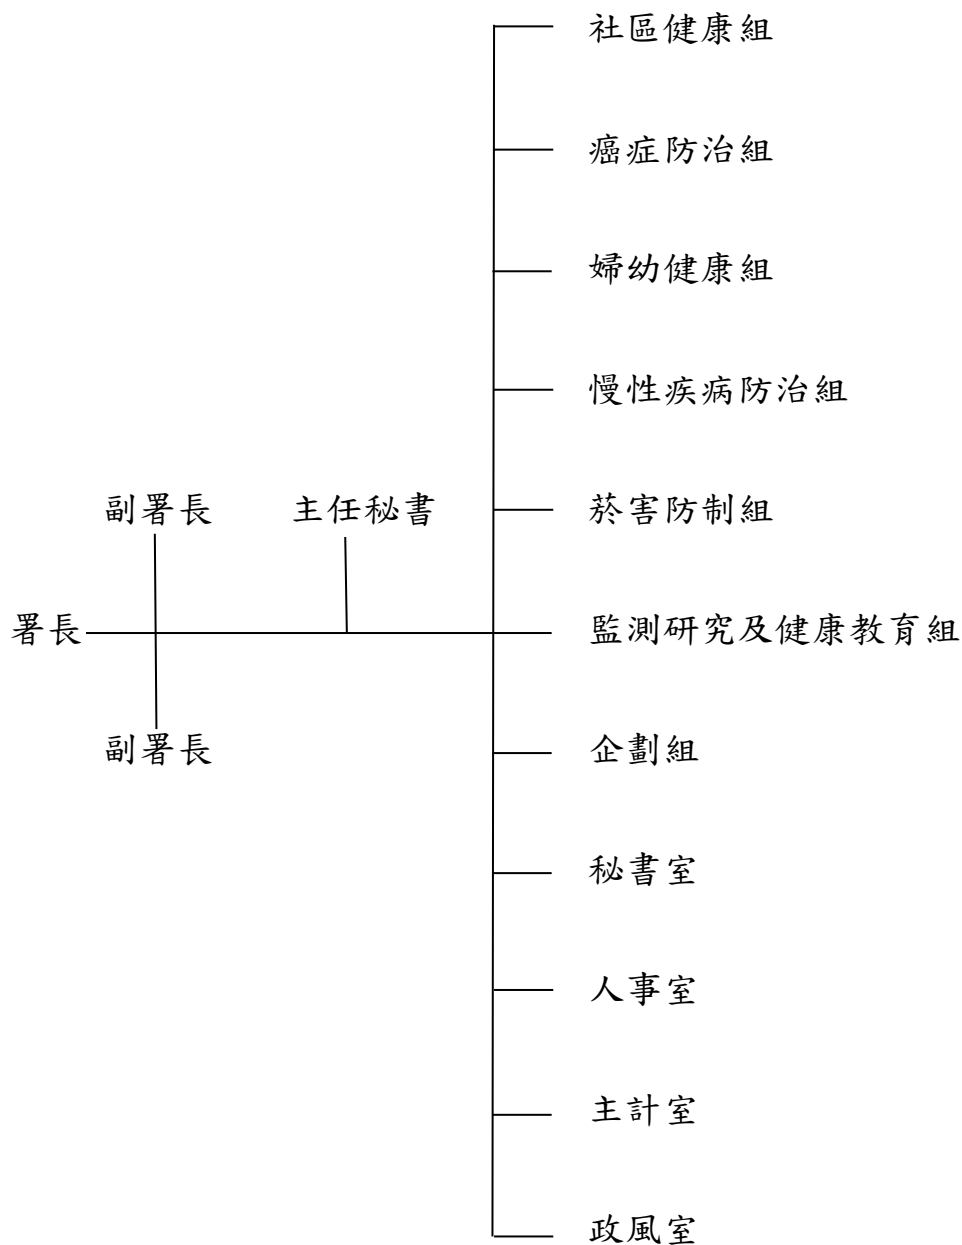 社區健康組
癌症防治組
婦幼健康組
慢性疾病防治組
副署長
主任秘書
菸害防制組
署長
監測研究及健康教育組
副署長
企劃組
秘書室
人事室
主計室
政風室